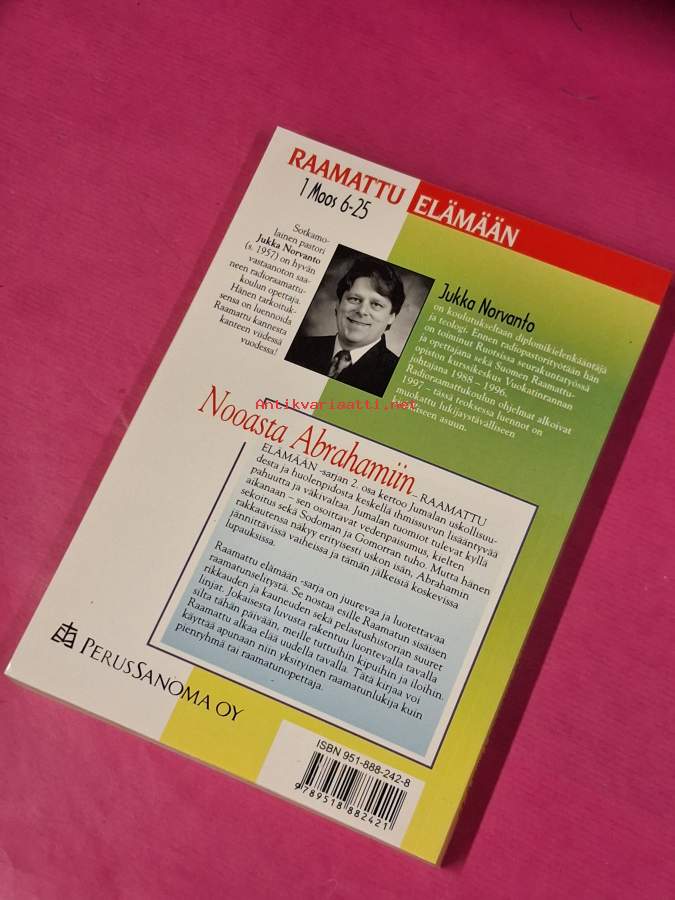 RAAMATTU ELÄMÄÄN
1 Moos 6-25
Sotkamo-
lainen pastori
Jukka Norvanto
(s. 1957) on hyvän
vastaanoton saa-
neen radioraamattu-
koulun opettaja.
Hänen tarkoituk-
sensa on luennoida
Raamattu kannesta
kanteen viidessä
vuodessa!
Jukka Norvanto
on koulutukseltaan diplomikielenkääntäjä
ja teologi. Ennen radiopastorityötään hän
on toiminut Ruotsissa seurakuntatyössä
ja opettajana sekä Suomen Raamattu-
opiston kurssikeskus Vuokatinrannan
johtajana 1988 – 1996.
Radioraamattukoulun ohjelmat alkoivat
1997 – tässä teoksessa luennot on
muokattu lukijaystävälliseen
asuun.
Antikvariaatti.net
Nooasta Abrahamiin – RAAMATTU
ELÄMÄÄN -sarjan 2. osa kertoo Jumalan uskollisuu-
desta ja huolenpidosta keskellä ihmissuvun lisääntyvää
pahuutta ja väkivaltaa. Jumalan tuomiot tulevat kyllä
aikanaan – sen osoittavat vedenpaisumus, kielten
sekoitus sekä Sodoman ja Gomorran tuho. Mutta hänen
rakkautensa näkyy erityisesti uskon isän, Abrahamin
jännittävissä vaiheissa ja tämän jälkeisiä koskevissa
lupauksissa.
Raamattu elämään -sarja on juurevaa ja luotettavaa
raamatunselitystä. Se nostaa esille Raamatun sisäisen
rikkauden ja kauneuden sekä pelastushistorian suuret
linjat. Jokaisesta luvusta rakentuu luontevalla tavalla
silta tähän päivään, meille tuttuihin kipuihin ja iloihin.
Raamattu alkaa elää uudella tavalla. Tätä kirjaa voi
käyttää apunaan niin yksityinen raamatunlukija kuin
pienryhmä tai raamatunopettaja.
PERUSSANOMA OY
ISBN 951-888-242-8
9789518882421